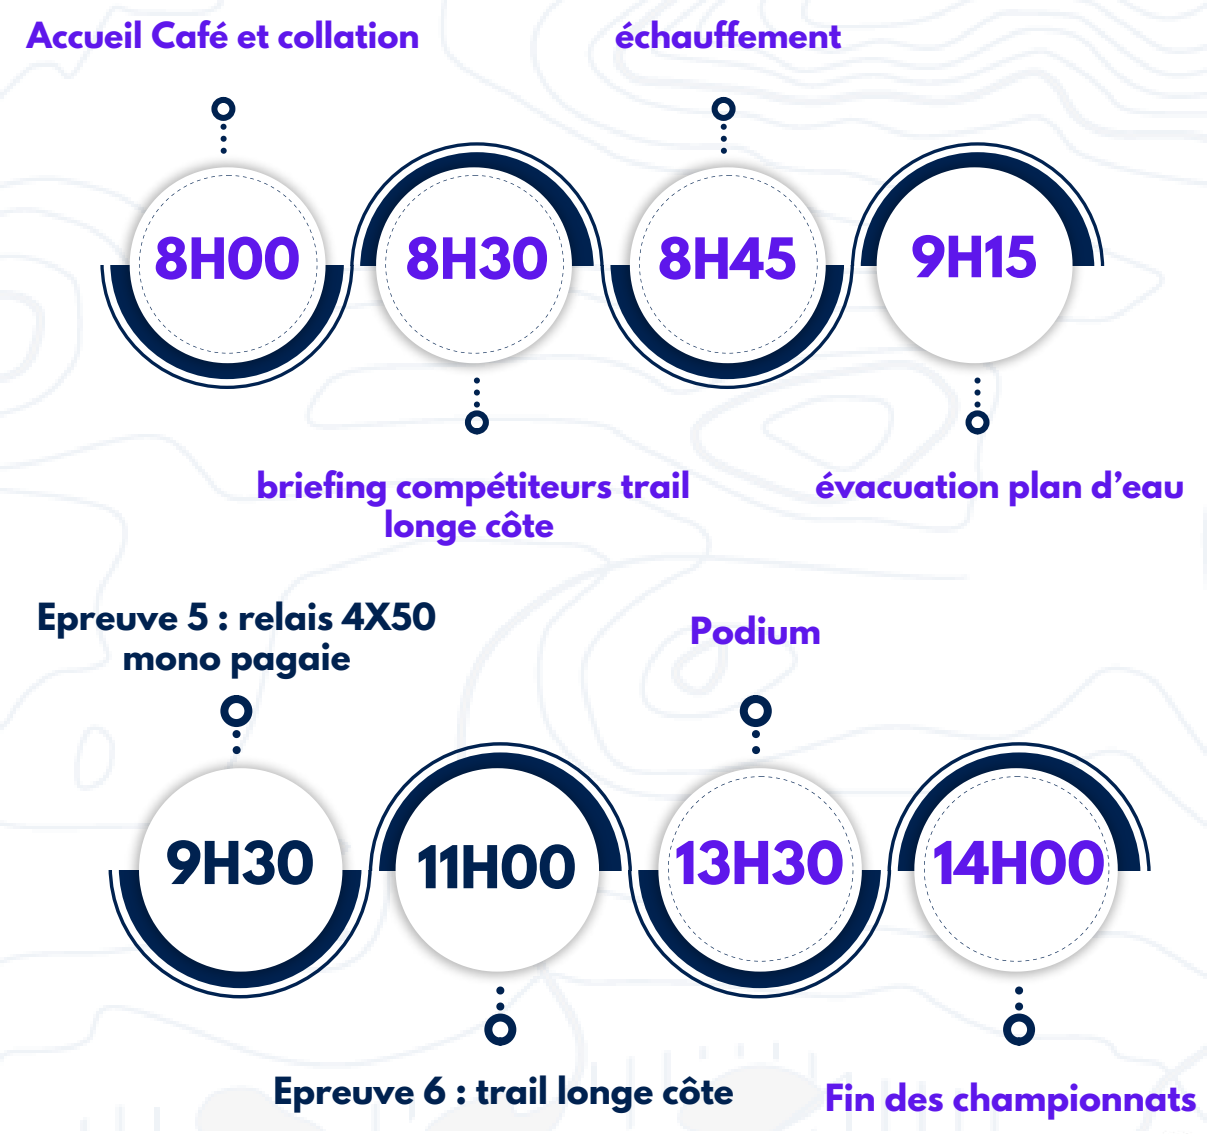 Accueil Café et collation
échauffement
8H00
8H30
8H45
9H15
briefing compétiteurs trail
longe côte
évacuation plan d’eau
Epreuve 5 : relais 4X50
mono pagaie
Podium
9H30
11H00
13H30
14H00
Epreuve 6 : trail longe côte
Fin des championnats